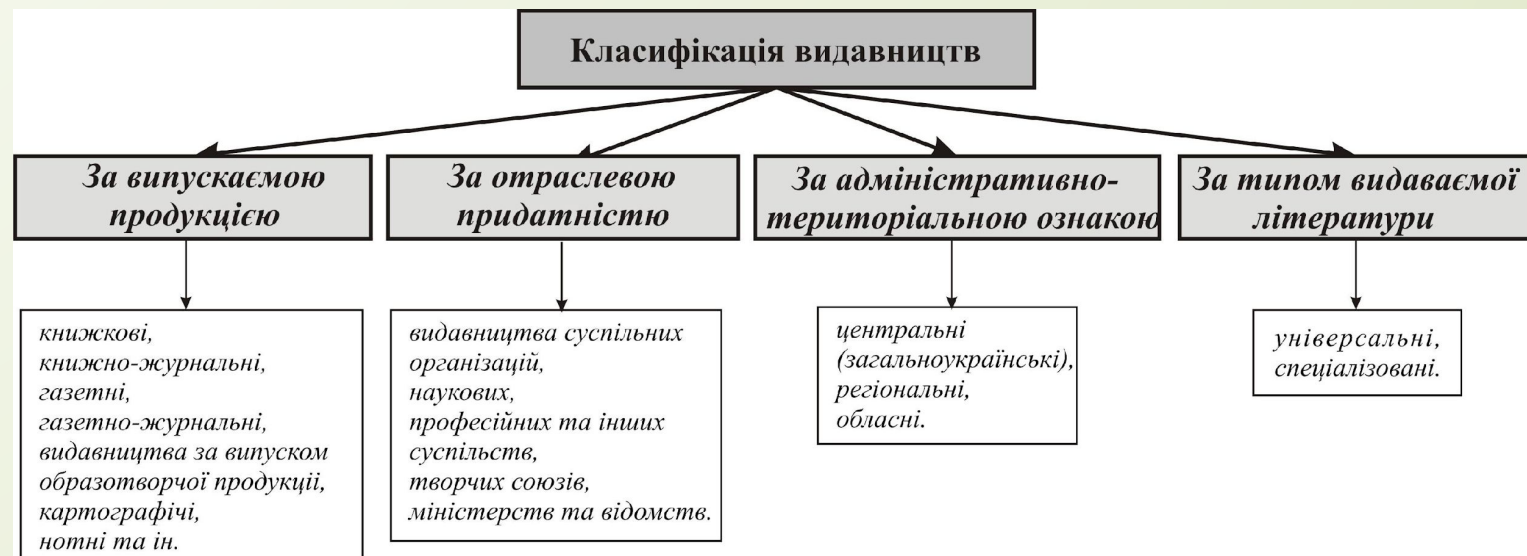 Класифікація видавництв
За випускаємою
продукцією
За отраслевою
придатністю
За адміністративно-
територіальною ознакою
За типом видаваємої
літератури
книжкові,
книжно-журнальні,
газетні,
газетно-журнальні,
видавництва за випуском
образотворчої продукціі,
картографічі,
нотні та ін.
видавництва суспільних
організацій,
наукових,
професійних та інших
суспільств,
творчих союзів,
міністерств та відомств.
центральні
(загальноукраїнські),
регіональні,
обласні.
універсальні,
спеціалізовані.